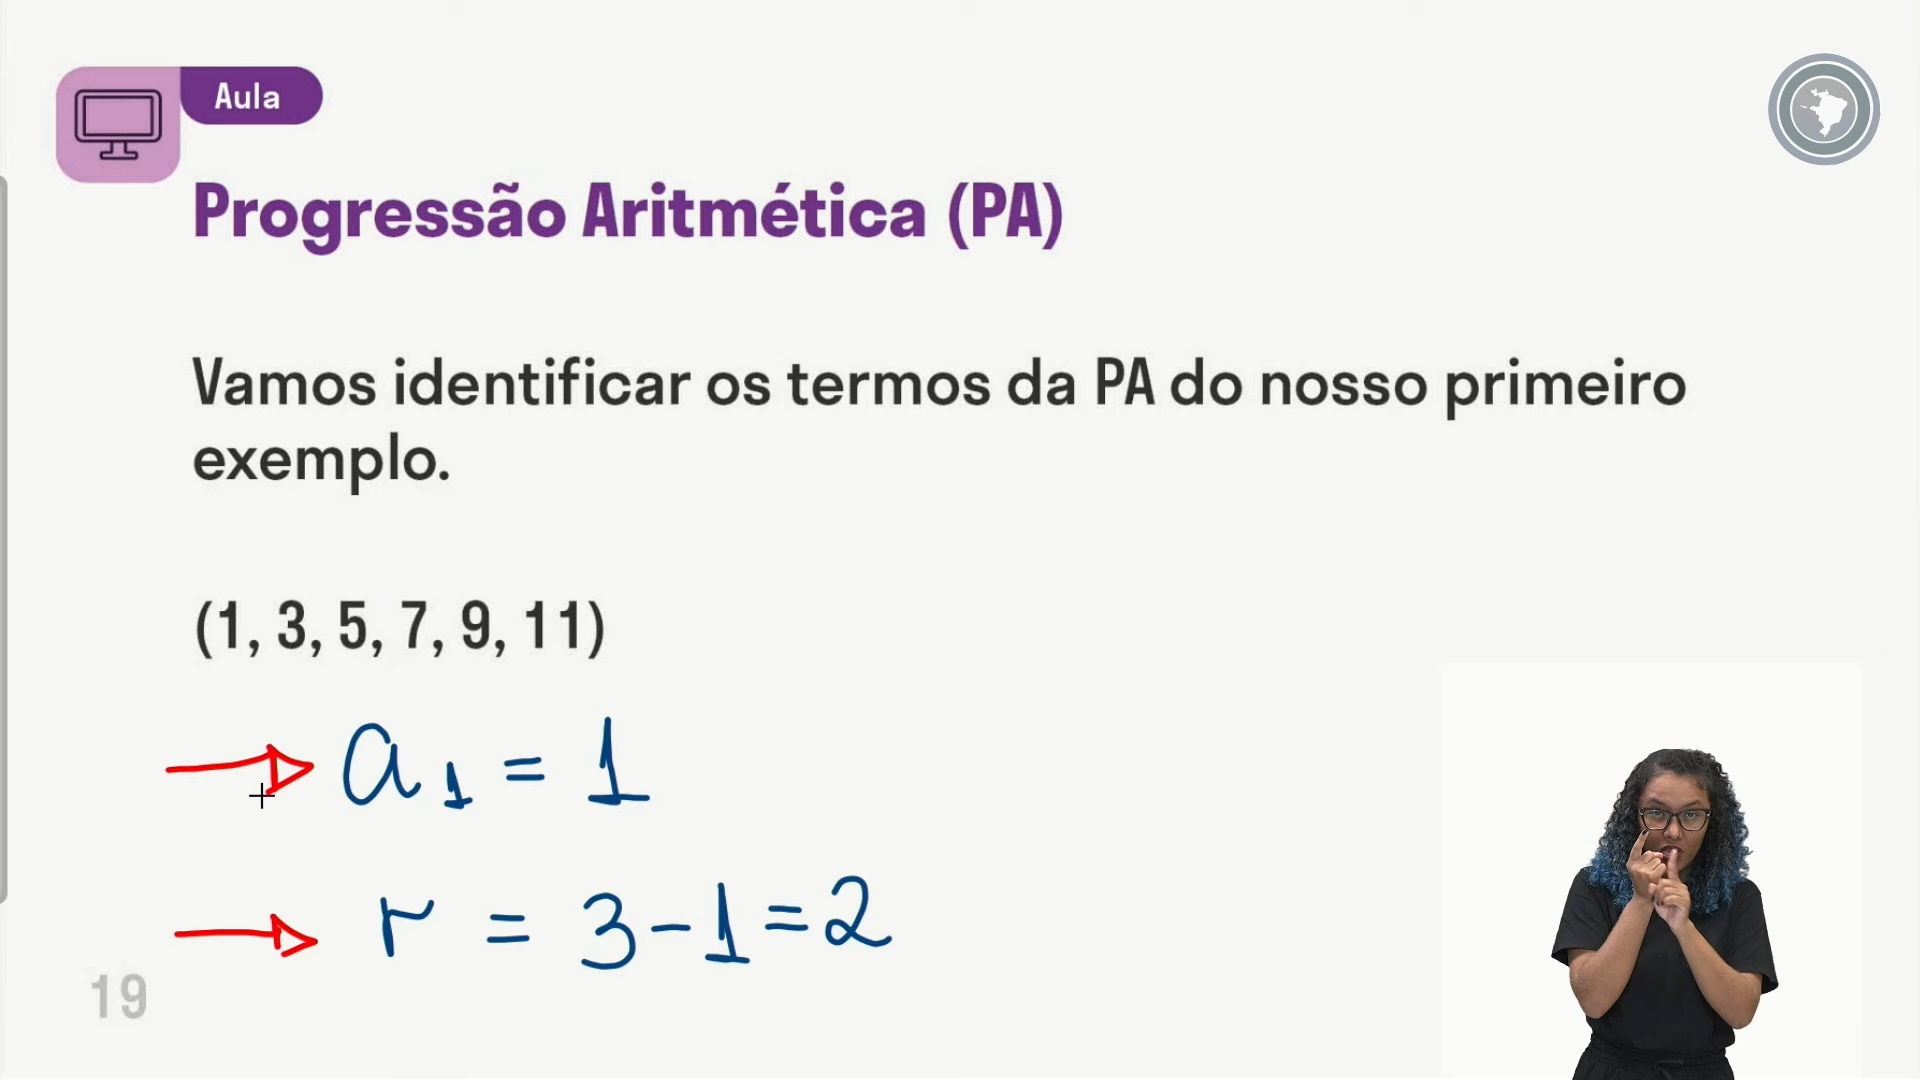 Aula
Progressão Aritmética (PA)
Vamos identificar os termos da PA do nosso primeiro
exemplo.
(1, 3, 5, 7, 9, 11)
a₁ = 1
r = 3-1=2
19